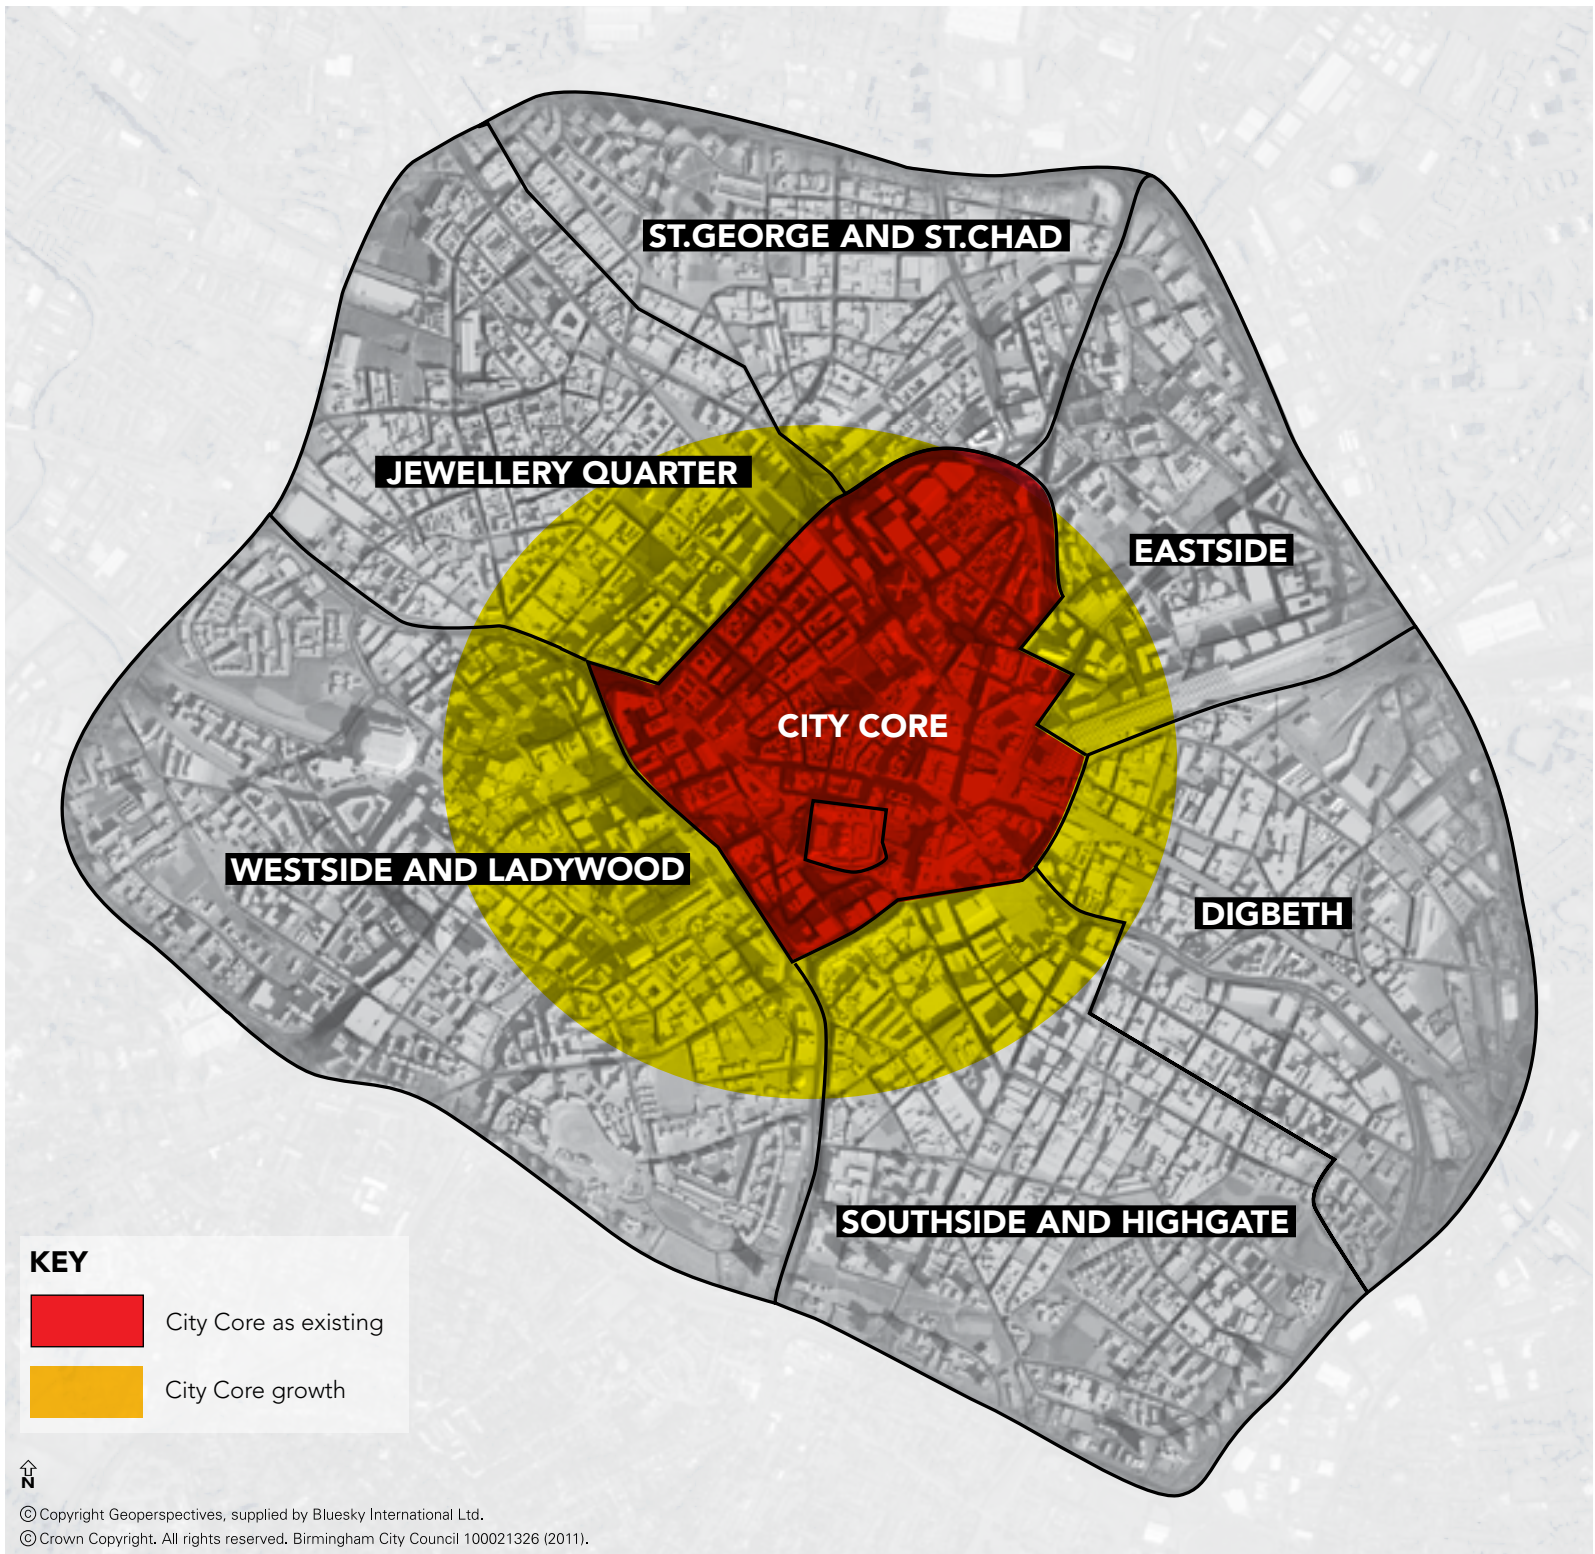 ST.GEORGE AND ST.CHAD
JEWELLERY QUARTER
EASTSIDE
CITY CORE
WESTSIDE AND LADYWOOD
DIGBETH
SOUTHSIDE AND HIGHGATE
KEY
City Core as existing
City Core growth
N
© Copyright Geoperspectives, supplied by Bluesky International Ltd.
© Crown Copyright. All rights reserved. Birmingham City Council 100021326 (2011).